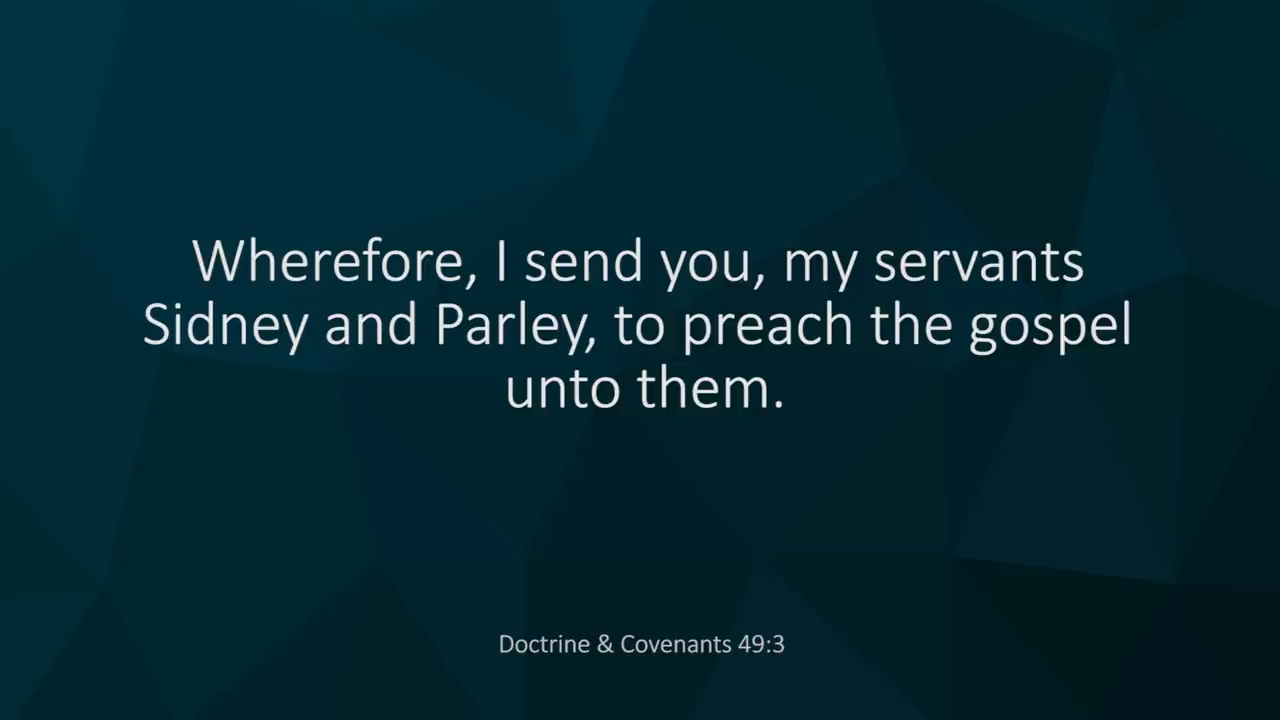 Wherefore, I send you, my servants
Sidney and Parley, to preach the gospel
unto them.
Doctrine & Covenants 49:3